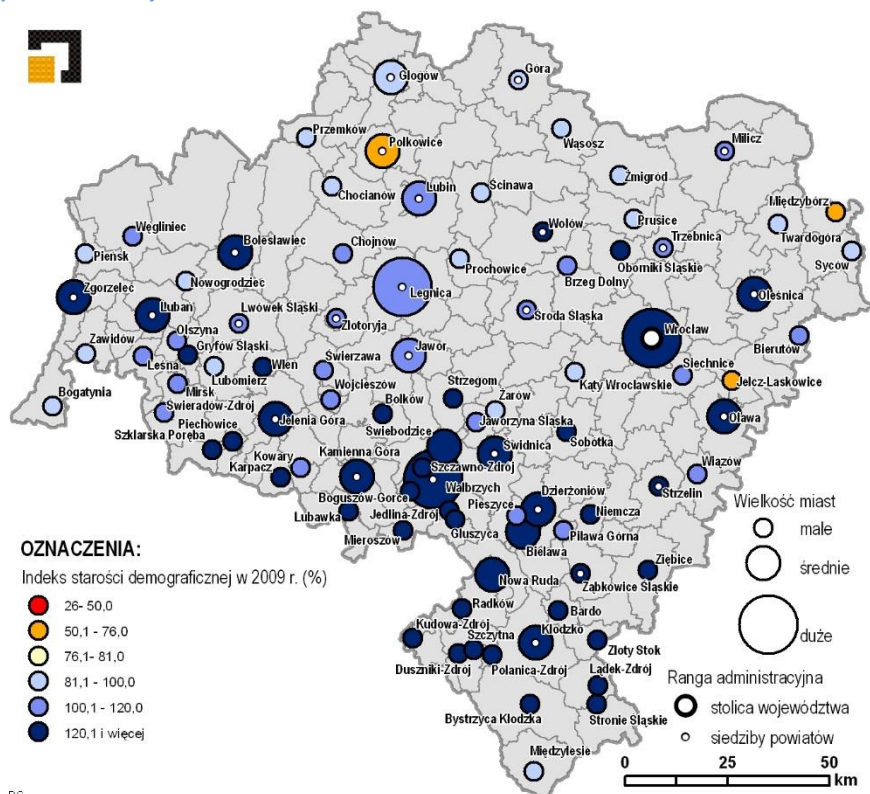 Głogów
Góra
Przemków
Polkowice
Wąsosz
Milicz
Żmigród
Chocianów
Lubin
Ścinawa
Międzybórz
Prusice
Twardogóra
Węgliniec
Bolesławiec
Chojnów
Wołów
Trzebnica
Syców
Pieńsk
Prochowice
Oborniki Śląskie
Brzeg Dolny
Nowogrodziec
Legnica
Oleśnica
Zgorzelec
Lubań
Lwówek Śląski
Złotoryja
Środa Śląska
Wrocław
Olszyna
Zawidów
Gryfów Śląski
Jawor
Siechnice
Bierutów
Leśna
Wleń
Świerzawa
Lubomierz
Kąty Wrocławskie
Jelcz-Laskowice
Mirsk
Wojcieszów
Strzegom
Bogatynia
Świeradów-Zdrój
Bolków
Żarów
Piechowice
Jelenia Góra
Jaworzyna Śląska
Oława
Szklarska Poręba
Świebodzice
Sobótka
Kowary
Kamienna Góra
Świdnica
Karpacz
Szczawno-Zdrój
Wiązów
Wałbrzych
Dzierżoniów
Strzelin
Boguszów-Gorce
Pieszyce
Lubawka
Jedlina-Zdrój
Niemcza
Głuszyca
Mieroszów
Piława Górna
Bielawa
Ziębice
Nowa Ruda
Ząbkowice Śląskie
Radków
Bardo
Kudowa-Zdrój
Szczytna
Kłodzko
Złoty Stok
Duszniki-Zdrój
Polanica-Zdrój
Lądek-Zdrój
Bystrzyca Kłodzka
Stronie Śląskie
Międzylesie
OZNACZENIA:
Indeks starości demograficznej w 2009 r. (%)
26- 50,0
50,1 - 76,0
76,1- 81,0
81,1 - 100,0
100,1 - 120,0
120,1 i więcej
Wielkość miast
małe
średnie
duże
Ranga administracyjna
stolica województwa
siedziby powiatów
0 25 50
km